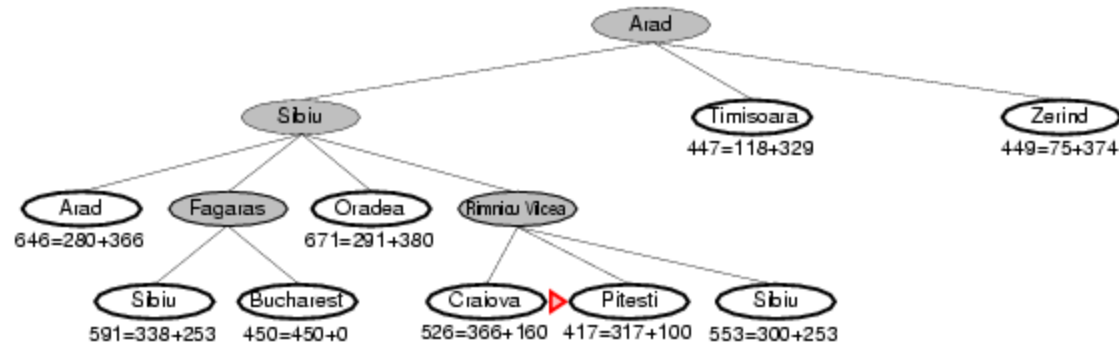 Arad
Sibiu
Timisoara
Zerind
447=118+329
449=75+374
Arad
Fagaras
Oradea
Rimnicu Vilcea
646=280+366
671=291+380
Sibiu
Bucharest
Craiova
Pitesti
Sibiu
591=338+253
450=450+0
526=366+160
417=317+100
553=300+253